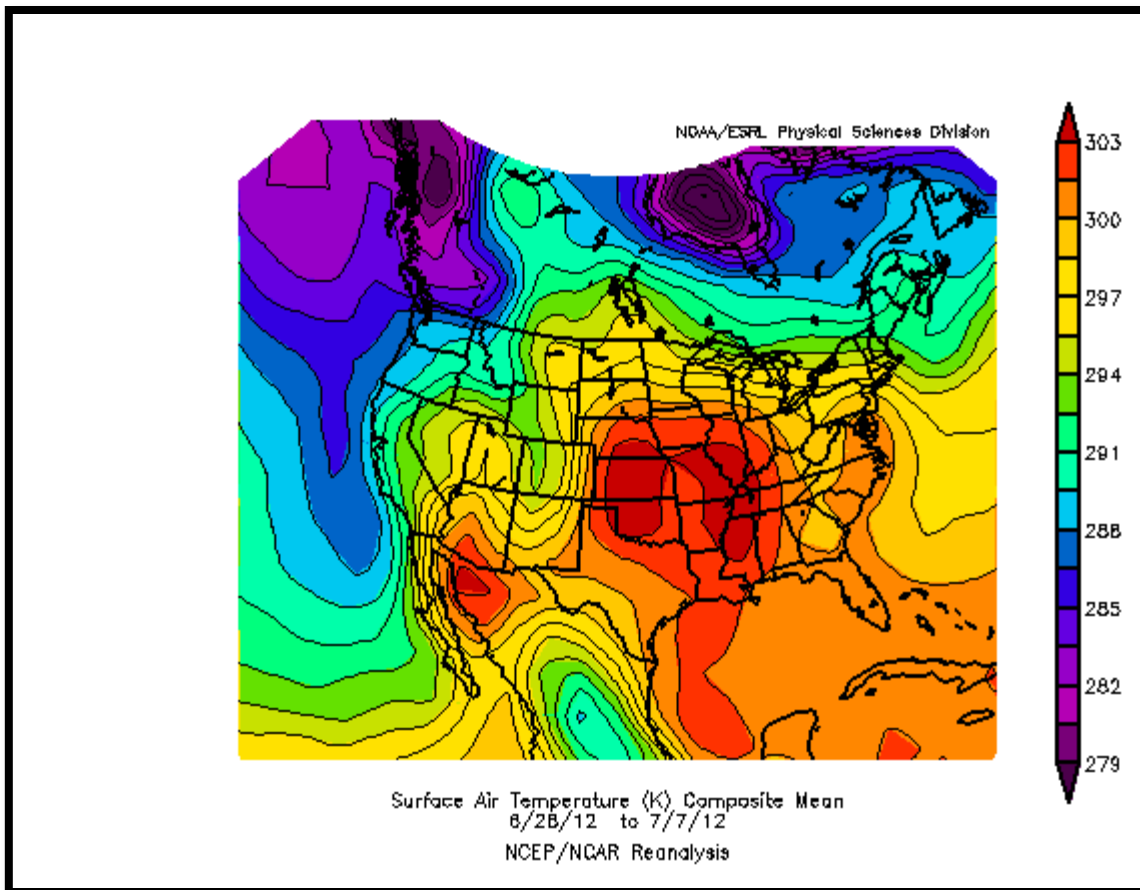 NOAA/ESRL Physical Sciences Division
303
300
297
294
291
288
285
282
279
Surface Air Temperature (K) Composite Mean
6/28/12 to 7/7/12
NCEP/NCAR Reanalysis